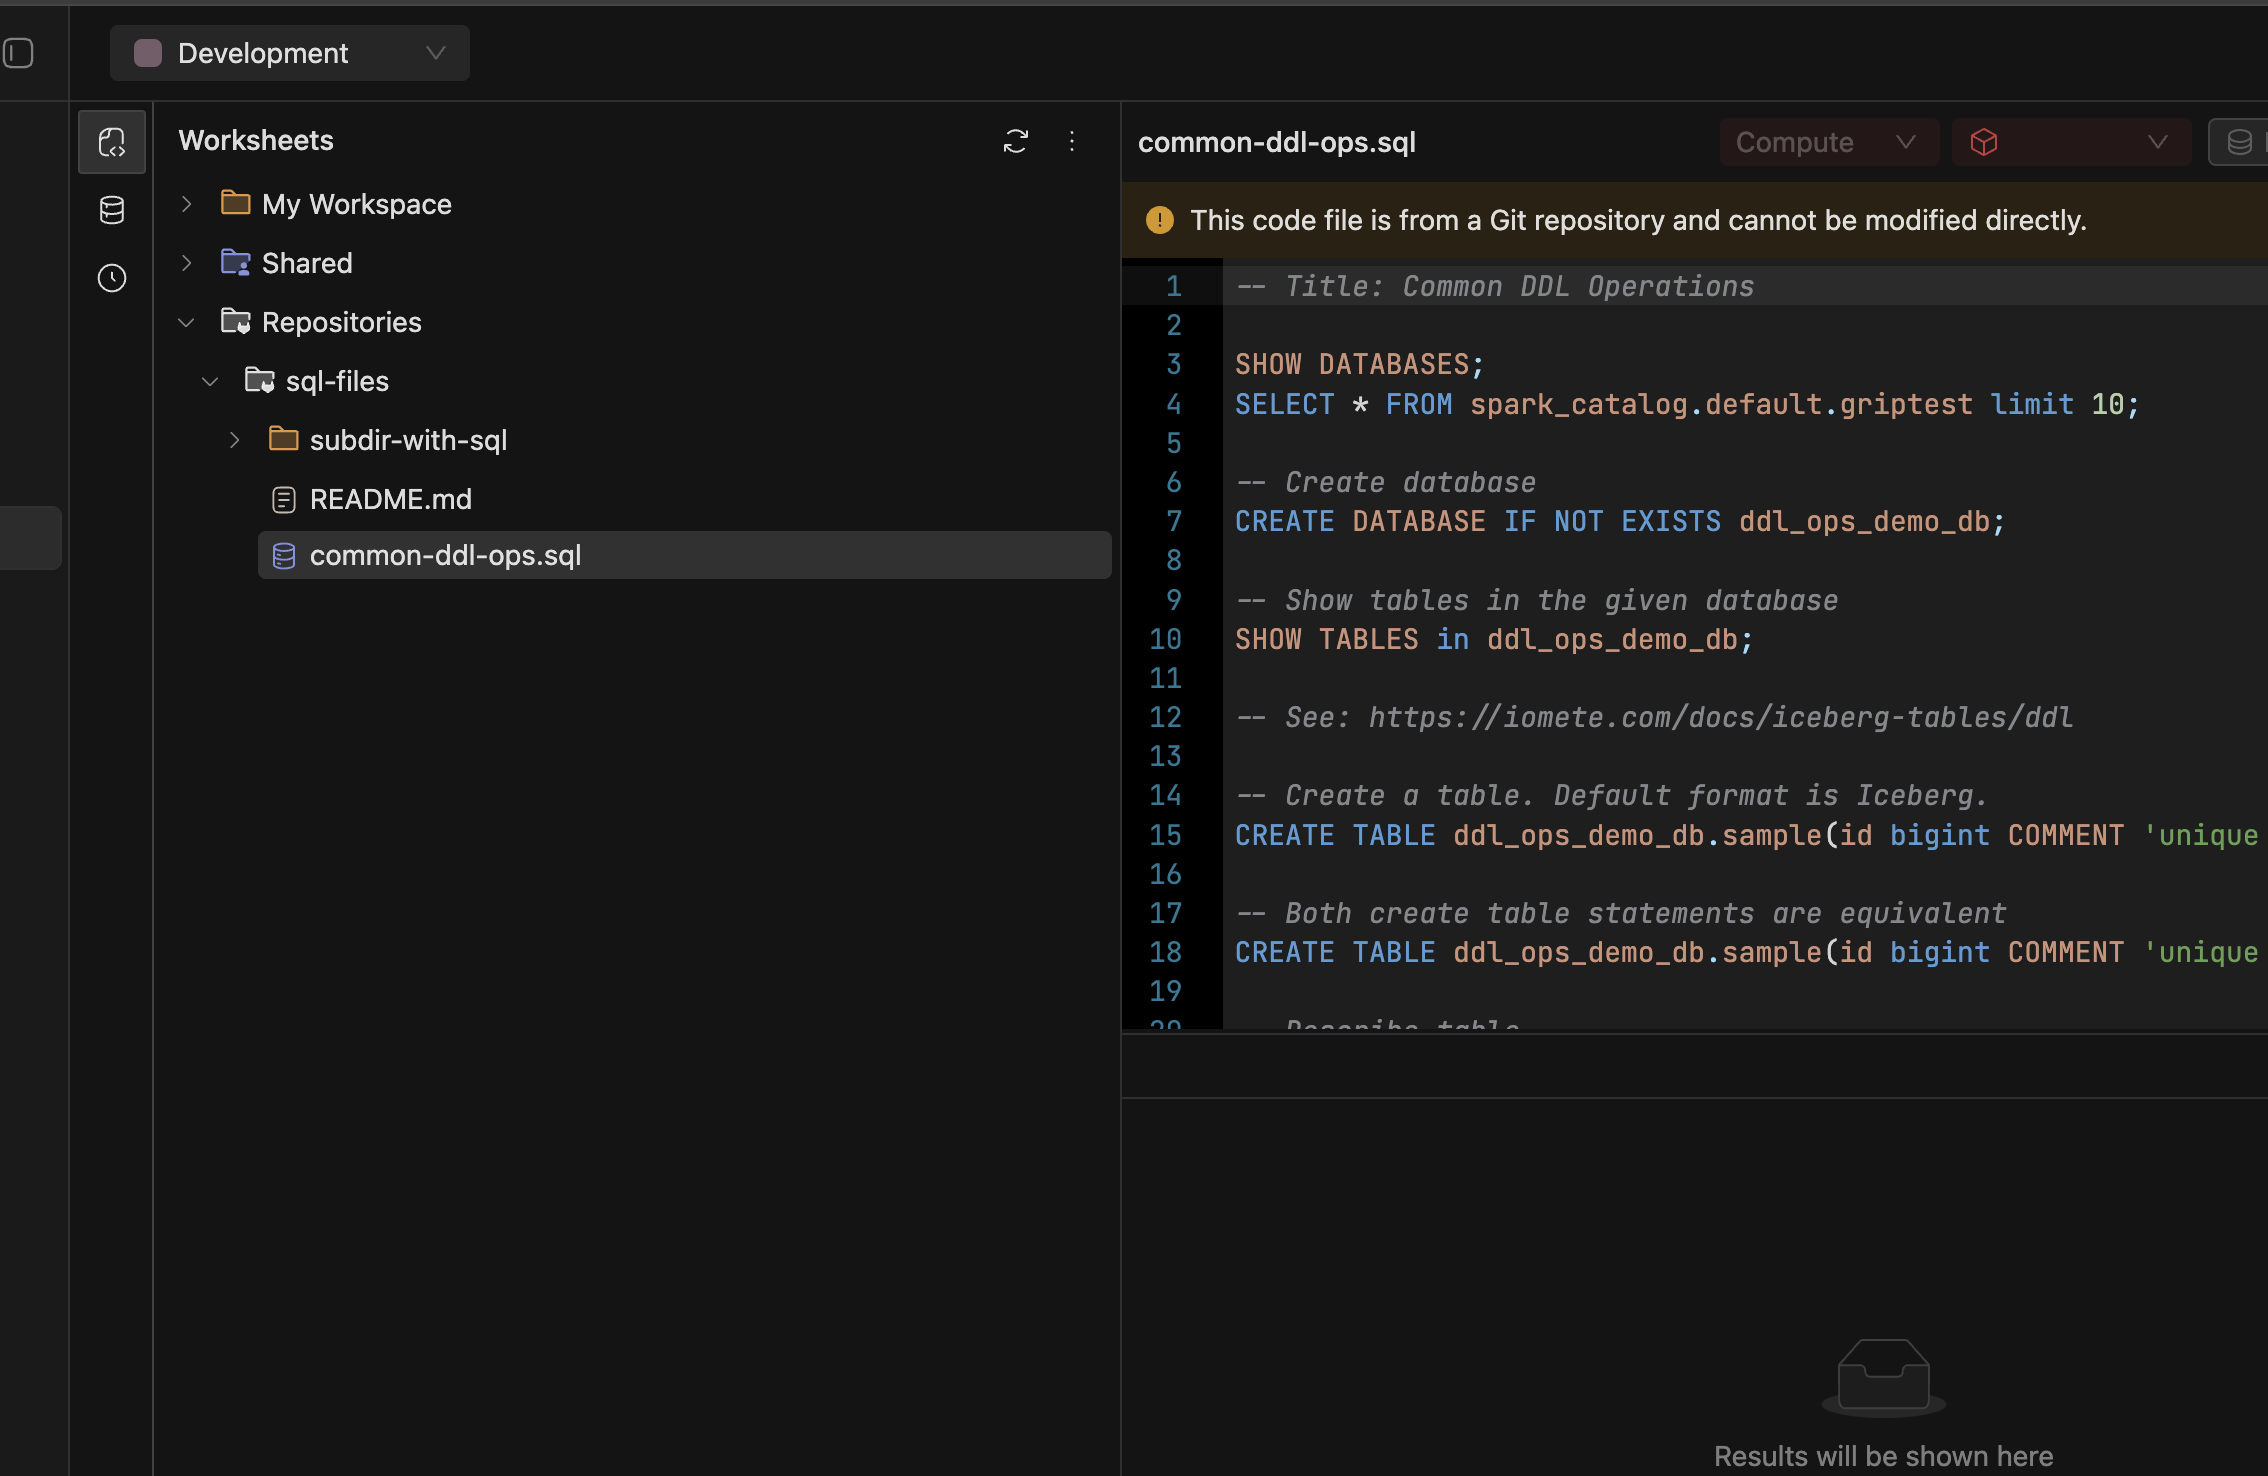 Development
Worksheets
My Workspace
Shared
Repositories
sql-files
subdir-with-sql
README.md
common-ddl-ops.sql
common-ddl-ops.sql
Compute
This code file is from a Git repository and cannot be modified directly.
1 -- Title: Common DDL Operations
2
3 SHOW DATABASES;
4 SELECT * FROM spark_catalog.default.griptest limit 10;
5
6 -- Create database
7 CREATE DATABASE IF NOT EXISTS ddl_ops_demo_db;
8
9 -- Show tables in the given database
10 SHOW TABLES in ddl_ops_demo_db;
11
12 -- See: https://iomete.com/docs/iceberg-tables/ddl
13
14 -- Create a table. Default format is Iceberg.
15 CREATE TABLE ddl_ops_demo_db.sample(id bigint COMMENT 'unique
16
17 -- Both create table statements are equivalent
18 CREATE TABLE ddl_ops_demo_db.sample(id bigint COMMENT 'unique
19
20 Describe table
Results will be shown here